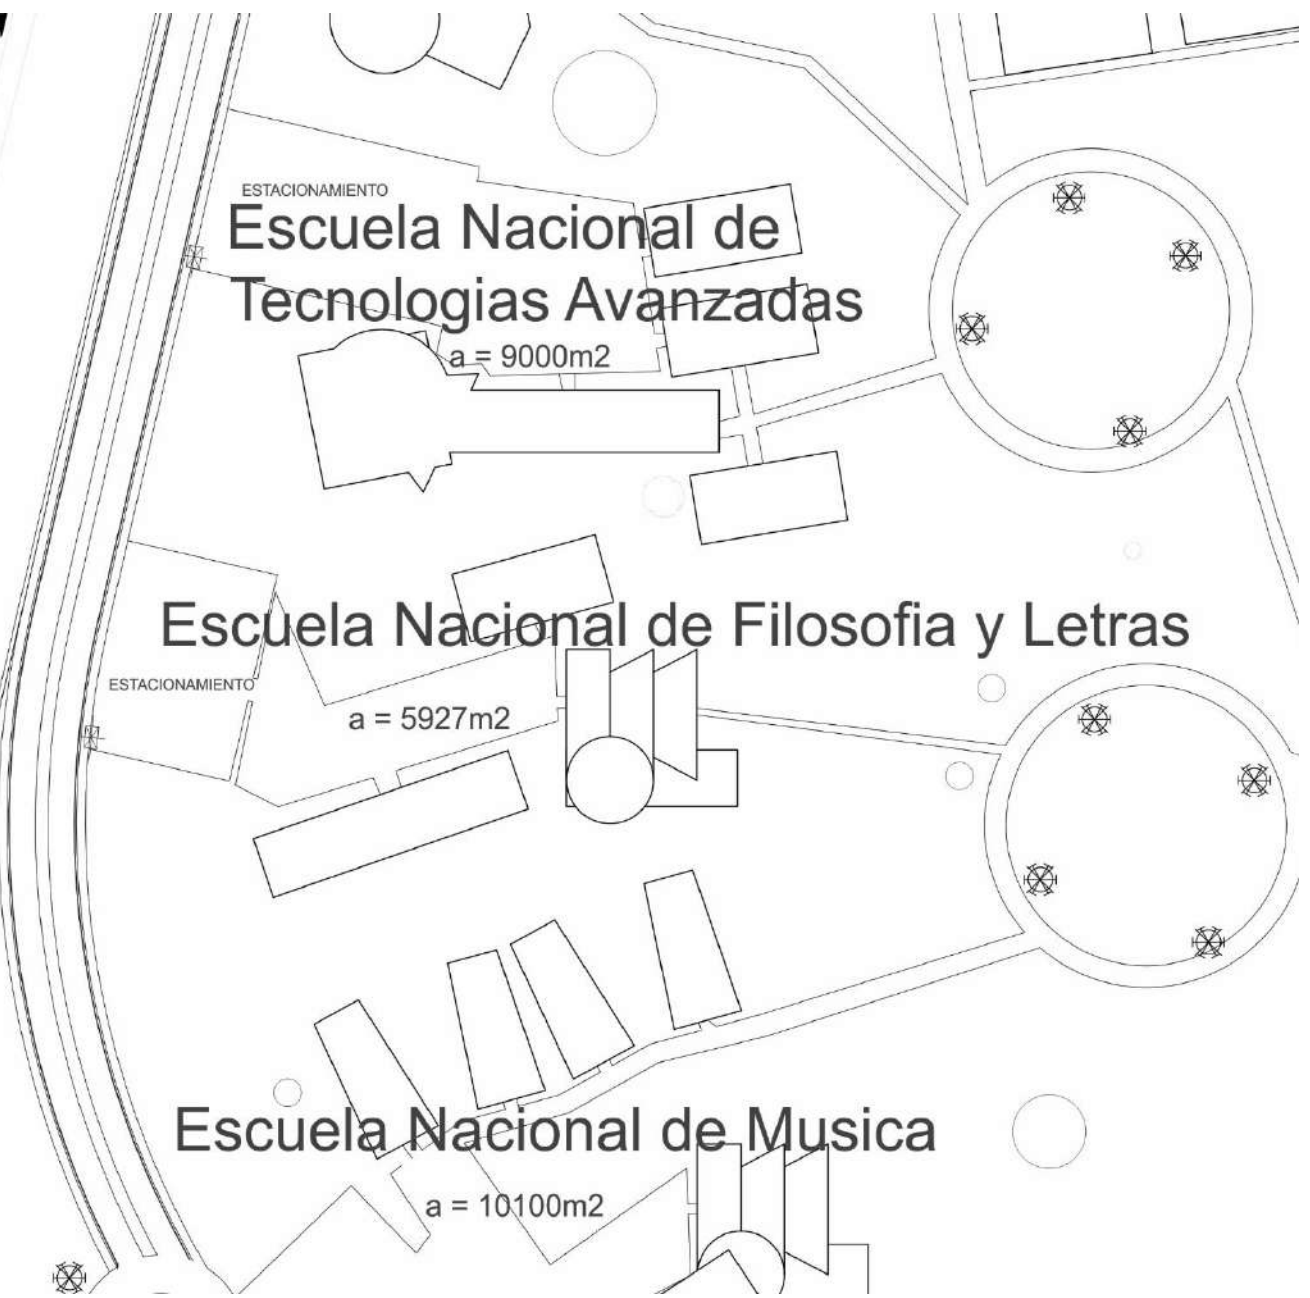 ESTACIONAMIENTO
Escuela Nacional de
Tecnologias Avanzadas
a = 9000m2
Escuela Nacional de Filosofia y Letras
ESTACIONAMIENTO
a = 5927m2
Escuela Nacional de Musica
a = 10100m2